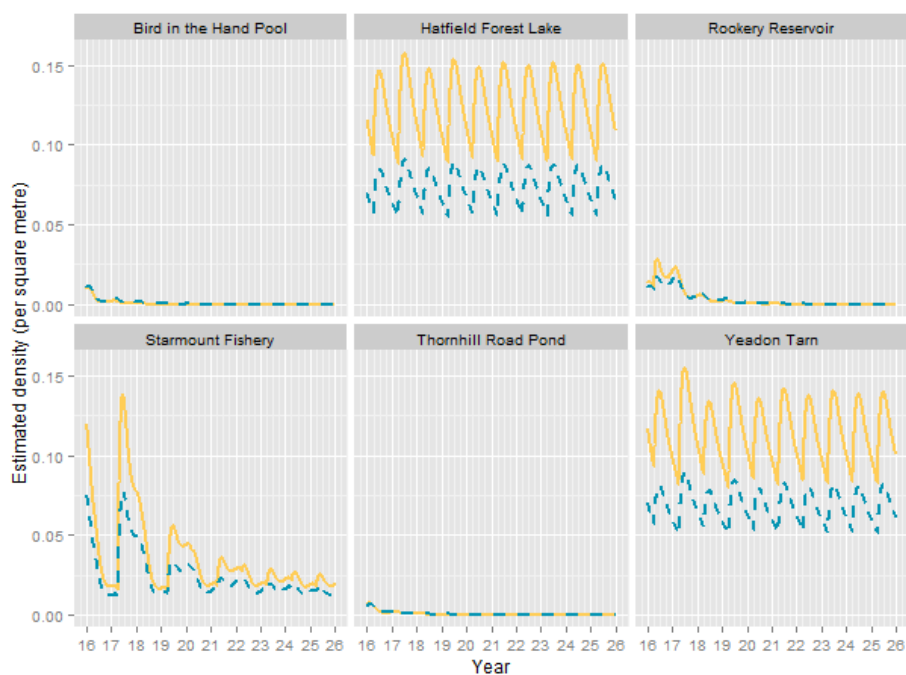 Bird in the Hand Pool Hatfield Forest Lake Rookery Reservoir
0.15
0.10
0.05
0.00
Estimated density (per square metre)
Starmount Fishery Thornhill Road Pond Yeadon Tarn
0.15
0.10
0.05
0.00
16 17 18 19 20 21 22 23 24 25 26 16 17 18 19 20 21 22 23 24 25 26 16 17 18 19 20 21 22 23 24 25 26
Year